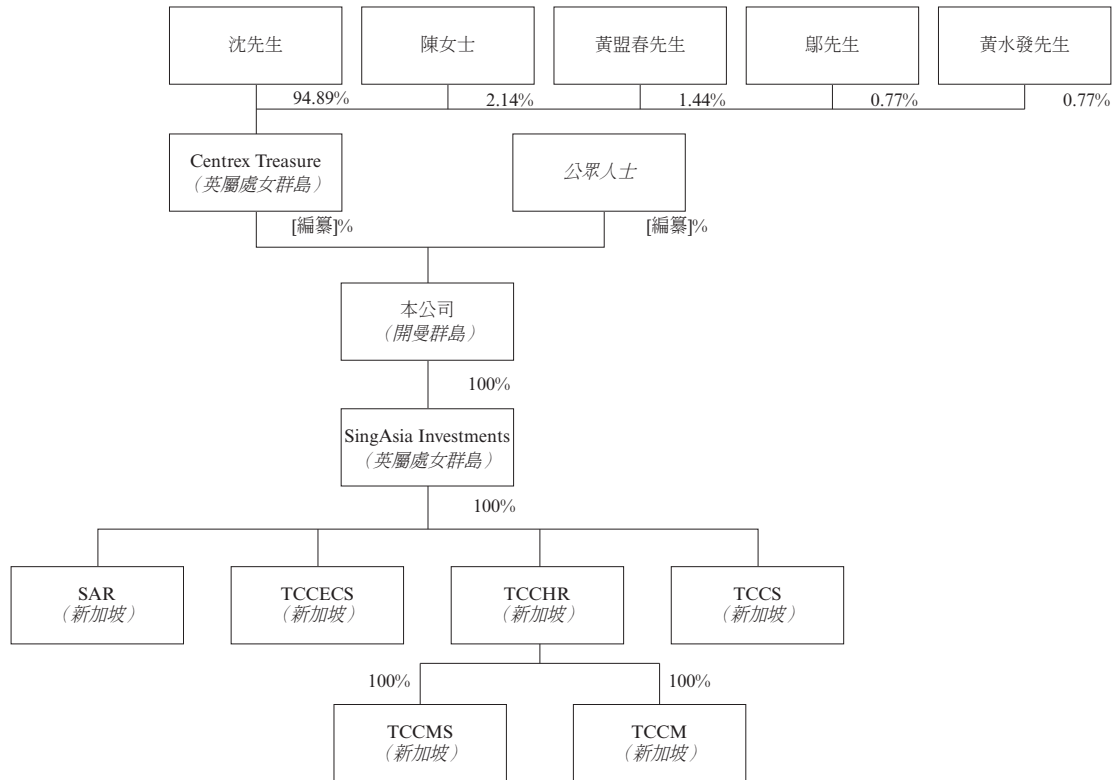 沈先生
陳女士
黃盟春先生
鄔先生
黃水發先生
94.89%
2.14%
1.44%
0.77%
0.77%
Centrex Treasure
（英屬處女群島）
公眾人士
[編纂]%
[編纂]%
本公司
（開曼群島）
100%
SingAsia Investments
（英屬處女群島）
100%
SAR
（新加坡）
TCCECS
（新加坡）
TCCHR
（新加坡）
TCCS
（新加坡）
100%
100%
TCCMS
（新加坡）
TCCM
（新加坡）